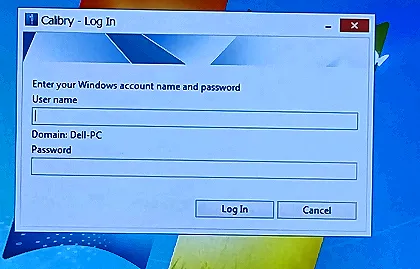 Calibry - Log In
Enter your Windows account name and password
User name
Domain: Dell-PC
Password
Log In Cancel